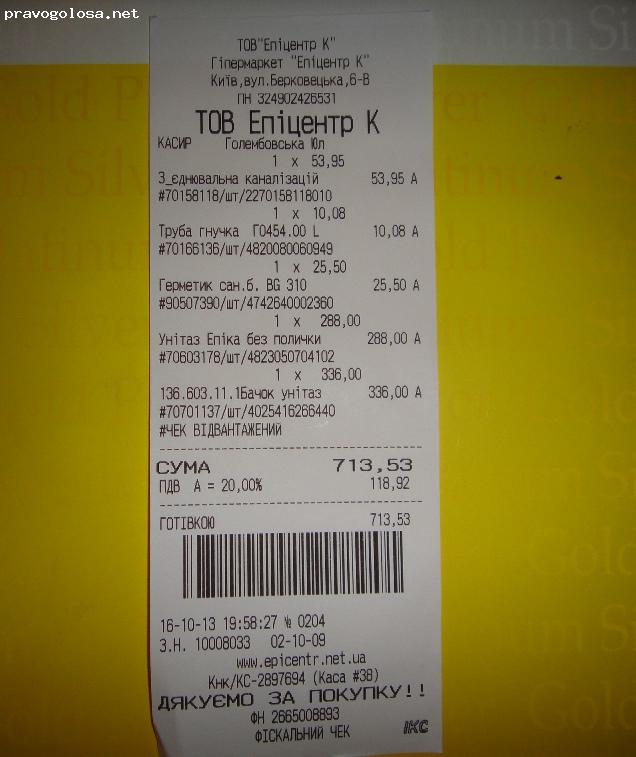 pravogolosa.net
ТОВ"Епіцентр К"
Гіпермаркет "Епіцентр К"
Київ,вул.Берковецька,6-В
ПН 324902426531
ТОВ Епіцентр К
КАСИР Голембовська Юл
1 x 53,95
З_єднювальна каналізацій 53,95 А
#70158118/шт/2270158118010
1 x 10,08
Труба гнучка Г0454.00 L 10,08 А
#70166136/шт/4820080060949
1 x 25,50
Герметик сан.б. BG 310 25,50 А
#90507390/шт/4742640002360
1 x 288,00
Унітаз Епіка без полички 288,00 А
#70603178/шт/4823050704102
1 x 336,00
136.603.11.1Бачок унітаз 336,00 А
#70701137/шт/4025416266440
#ЧЕК ВІДВАНТАЖЕНИЙ
СУМА 713,53
ПДВ А = 20,00% 118,92
ГОТІВКОЮ 713,53
16-10-13 19:58:27 № 0204
З.Н. 10008033 02-10-09
www.epicentr.net.ua
Кнк/КС-2897694 (Каса #38)
ДЯКУЄМО ЗА ПОКУПКУ!!
ФН 2665008893
ФІСКАЛЬНИЙ ЧЕК
ІКС